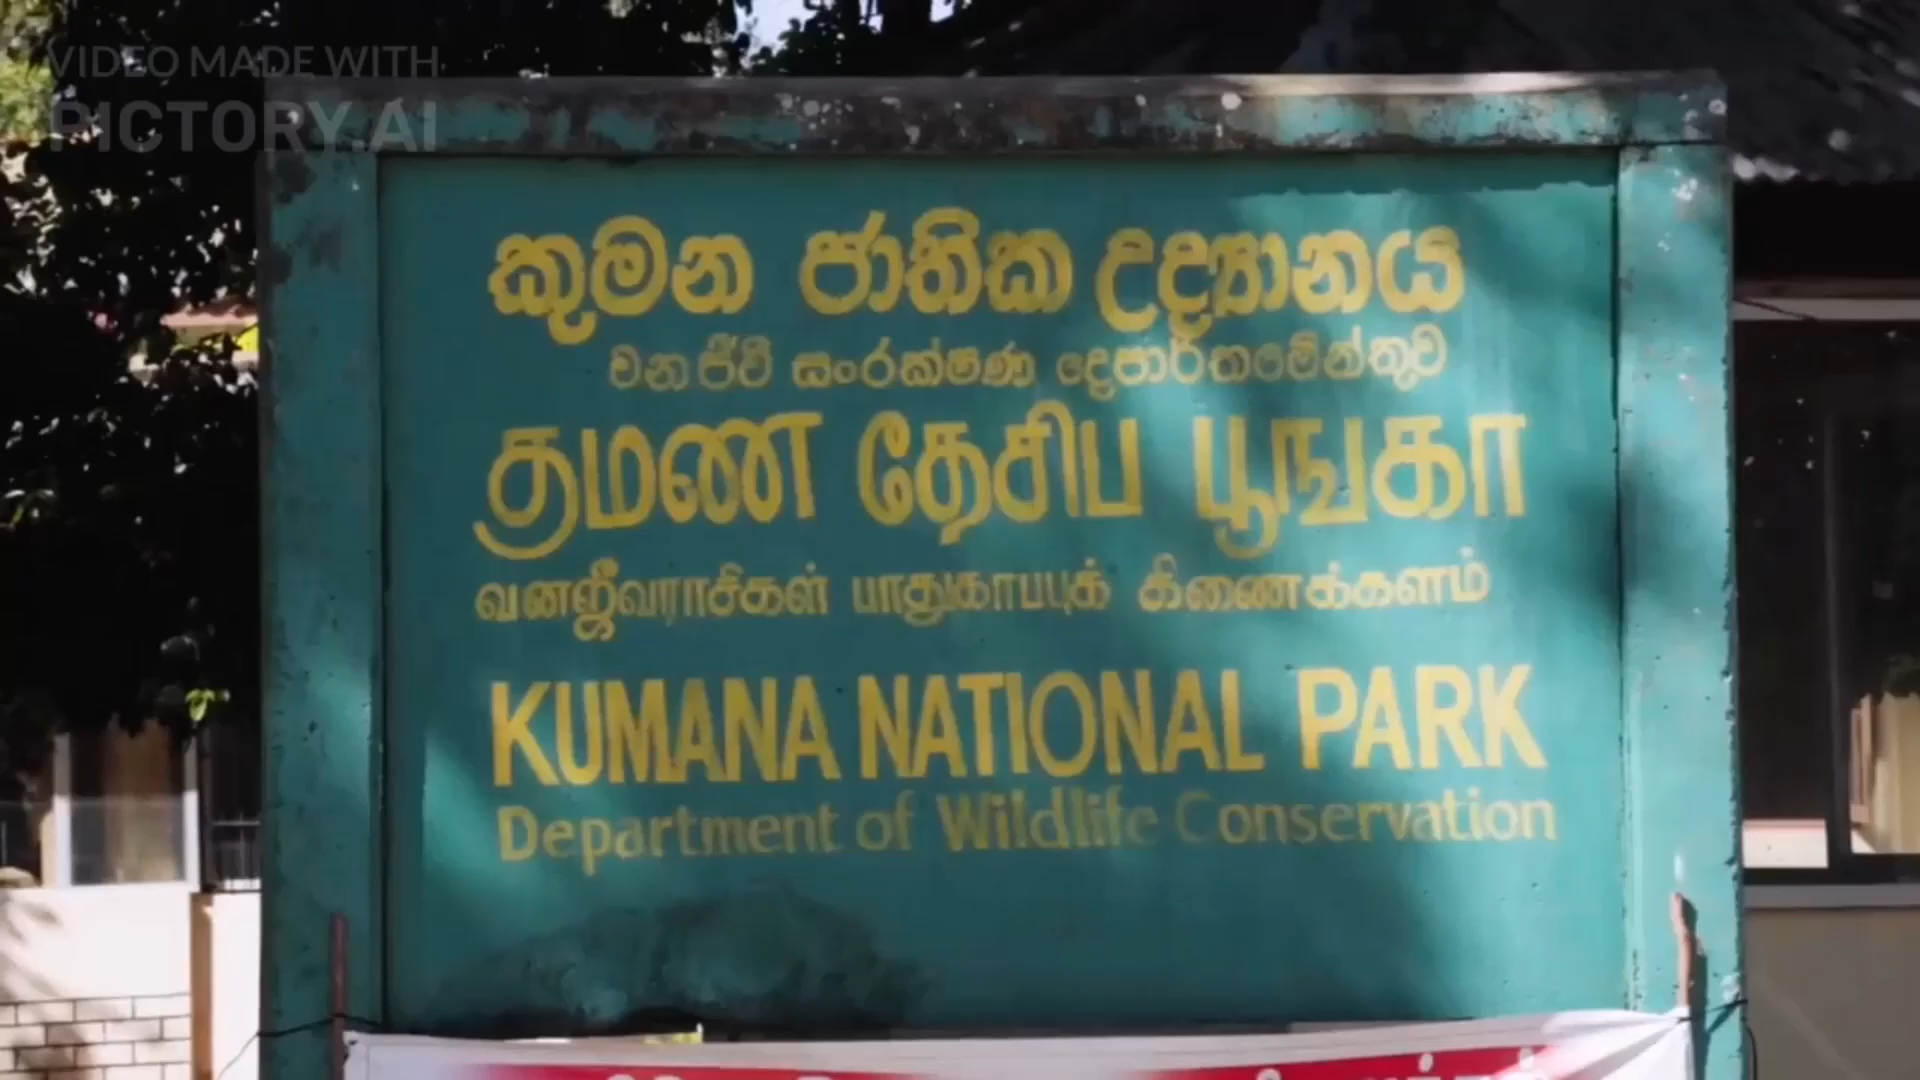 VIDEO MADE WITH
PICTORY.AI
කුමන ජාතික උද්‍යානය
වනජීවී සංරක්ෂණ දෙපාර්තමේන්තුව
குமண தேசிப பூங்கா
வனஜீவராசிகள் பாதுகாப்புக் திணைக்களம்
KUMANA NATIONAL PARK
Department of Wildlife Conservation